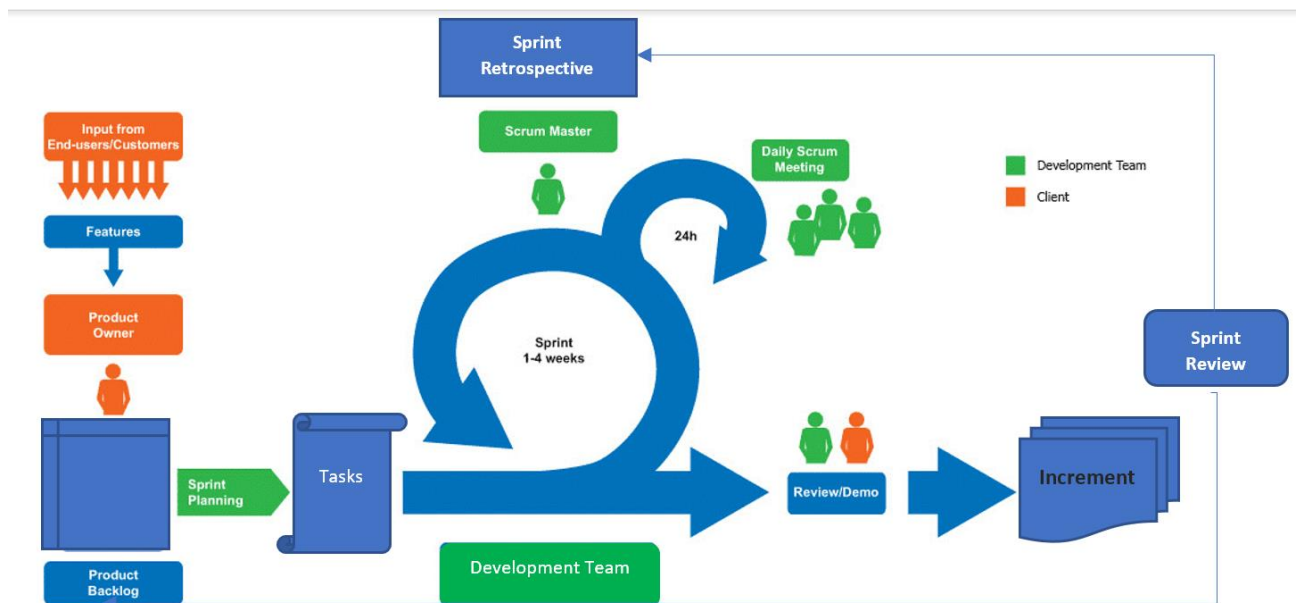 Sprint
Retrospective
Input from
End-users/Customers
Scrum Master
Daily Scrum
Meeting
Development Team
Client
Features
24h
Product
Owner
Sprint
1-4 weeks
Sprint
Review
Sprint
Planning
Tasks
Review/Demo
Increment
Product
Backlog
Development Team